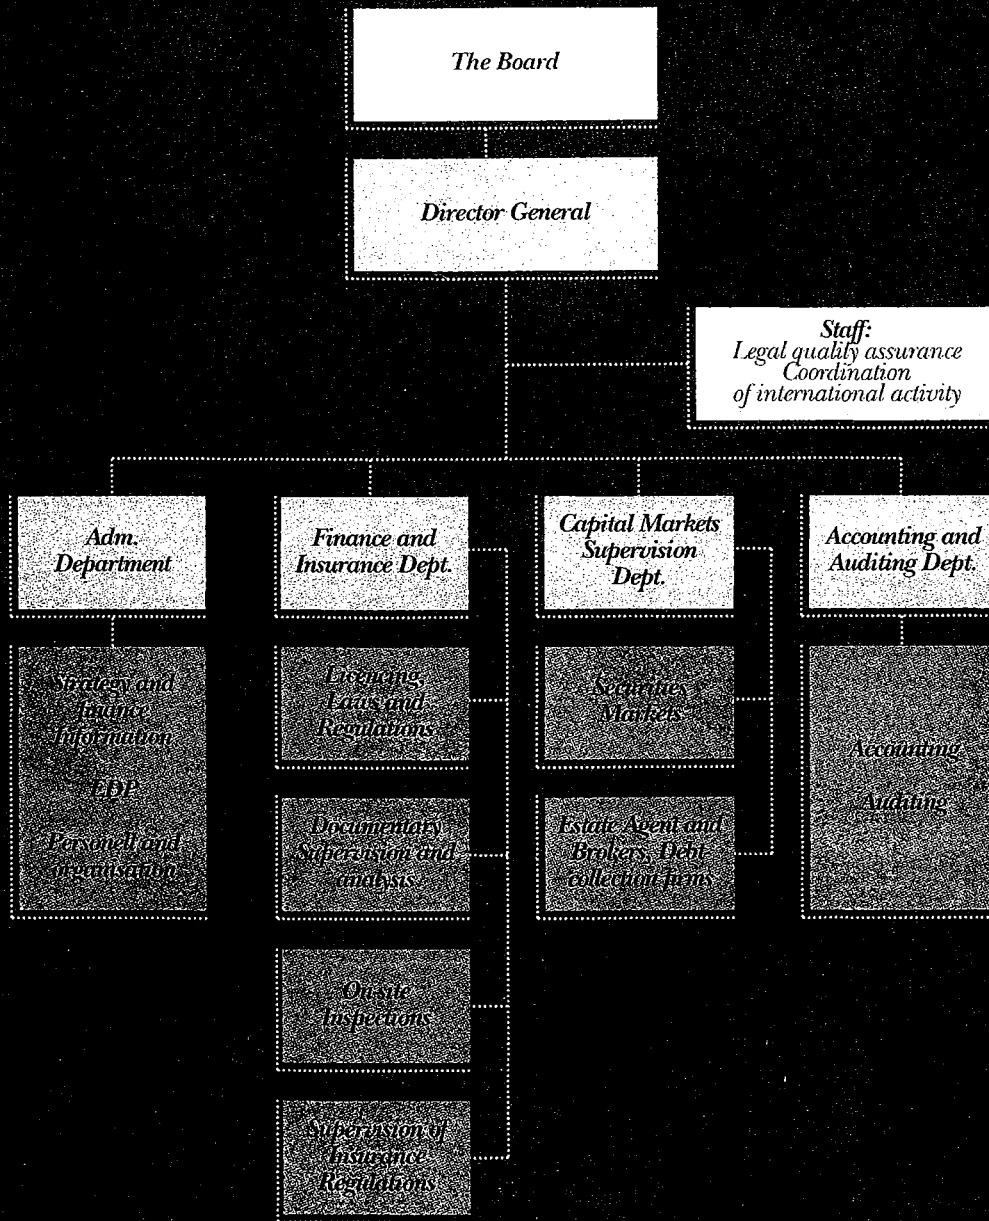 The Board
Director General
Staff:
Legal quality assurance
Coordination
of international activity
Adm.
Department
Finance and
Insurance Dept.
Capital Markets
Supervision
Dept.
Accounting and
Auditing Dept.
Strategy and
finance
Information
EDP
Personell and
organisation
Licencing,
Laws and
Regulations
Securities
Markets
Accounting
Auditing
Documentary
Supervision and
analysis
Estate Agent and
Brokers, Debt
collection firms
On-site
Inspections
Supervision of
Insurance
Regulations